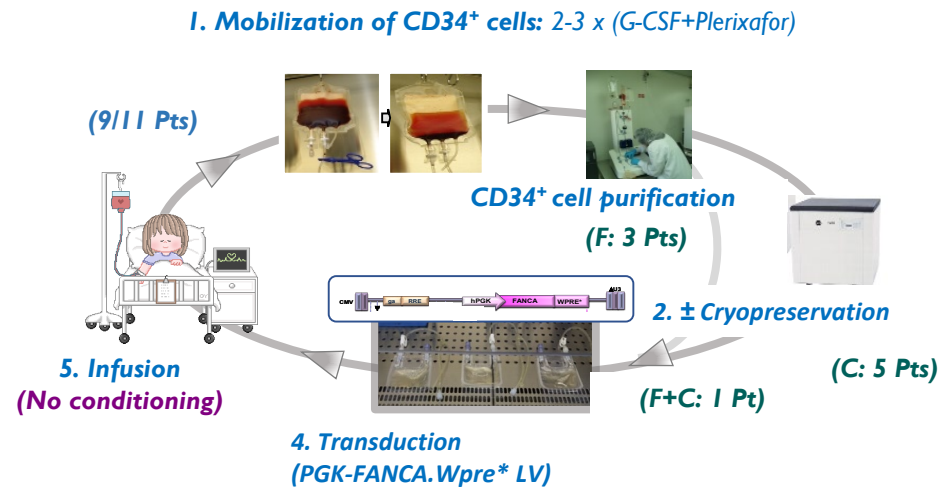 1. Mobilization of CD34⁺ cells: 2-3 x (G-CSF+Plerixafor)
(9/11 Pts)
CD34⁺ cell purification
(F: 3 Pts)
CMV
RRE
hPGK
FANCA
WPRE*
2. ± Cryopreservation
5. Infusion
(No conditioning)
(C: 5 Pts)
(F+C: 1 Pt)
4. Transduction
(PGK-FANCA.Wpre* LV)